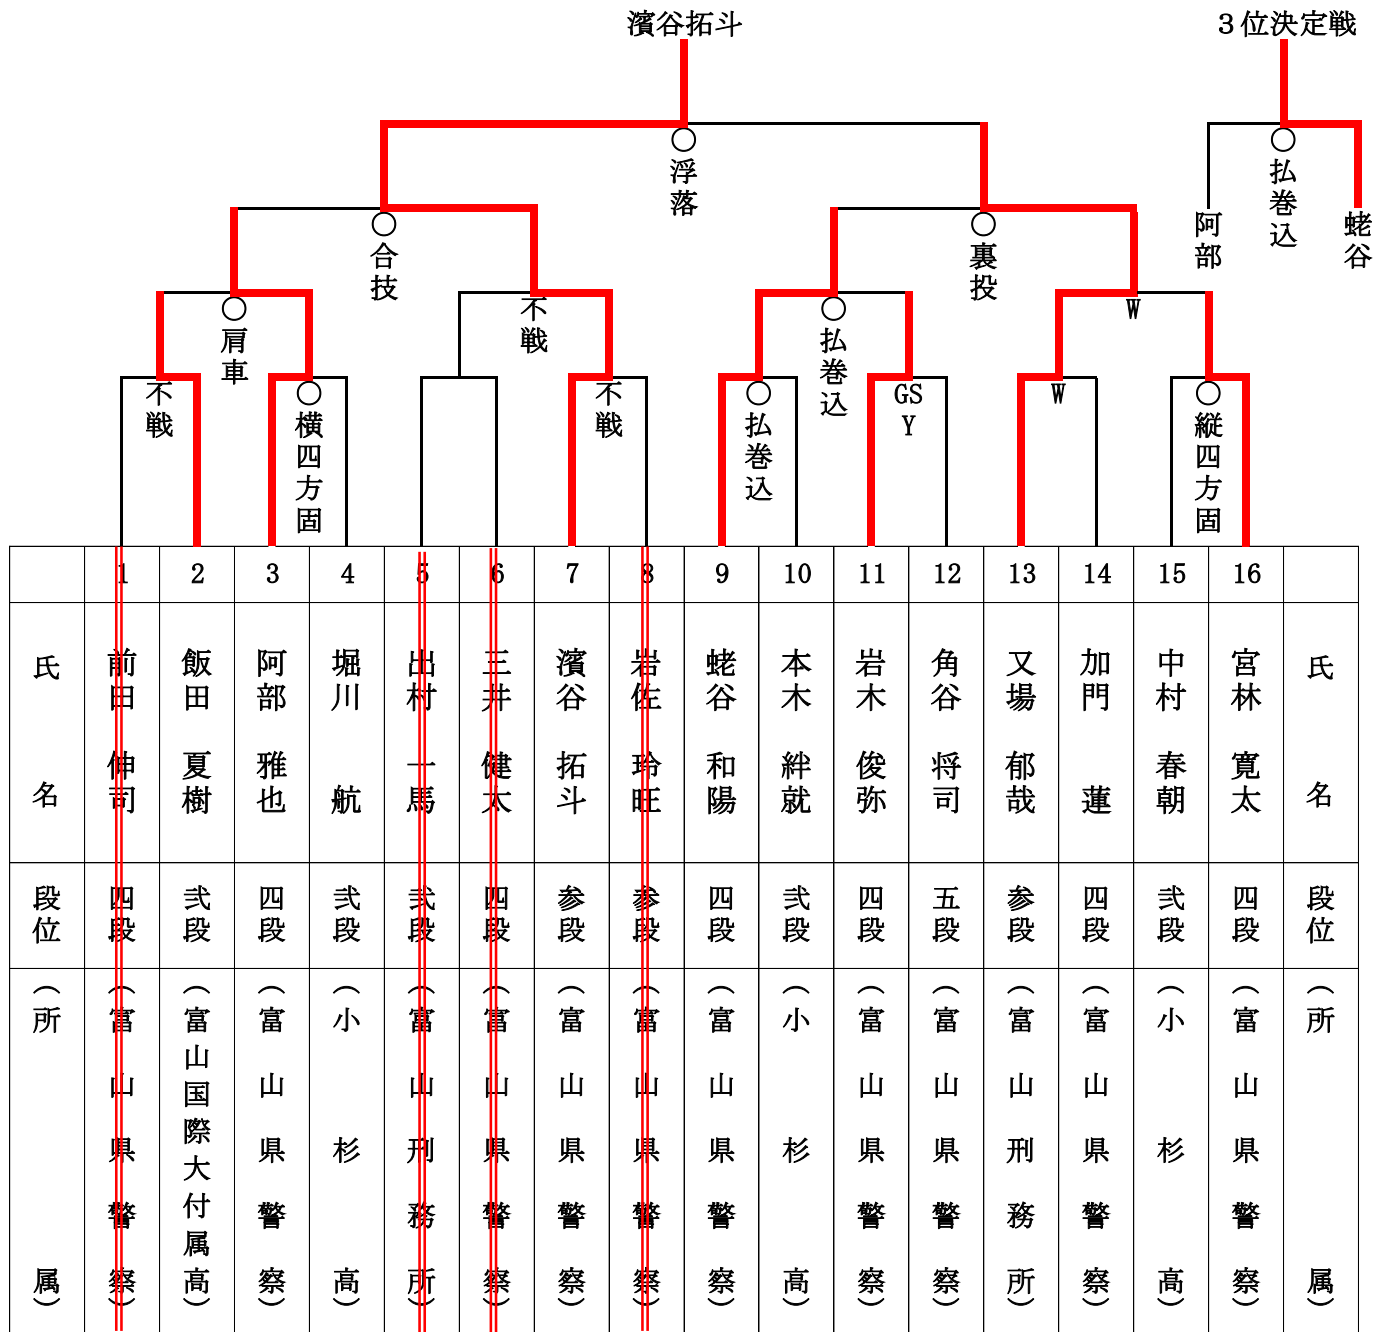 濱谷拓斗
３位決定戦
○浮落
○払巻込
阿部
蛯谷
○合技
○裏投
○肩車
不戦
○払巻込
W
不戦
○横四方固
不戦
○払巻込
GS
Y
W
○縦四方固
1 2 3 4 5 6 7 8 9 10 11 12 13 14 15 16
氏名
前田 伸司
飯田 夏樹
阿部 雅也
堀川 航
出村 一馬
三井 健太
濱谷 拓斗
岩佐 玲旺
蛯谷 和陽
本木 絆就
岩木 俊弥
角谷 将司
又場 郁哉
加門 蓮
中村 春朝
宮林 寛太
氏名
段位
四段
弐段
四段
弐段
弐段
四段
参段
参段
四段
弐段
四段
五段
参段
四段
弐段
四段
段位
（所属）
（富山県警察）
（富山国際大付属高）
（富山県警察）
（小杉高）
（富山刑務所）
（富山県警察）
（富山県警察）
（富山県警察）
（富山県警察）
（小杉高）
（富山県警察）
（富山県警察）
（富山刑務所）
（富山県警察）
（小杉高）
（富山県警察）
（所属）